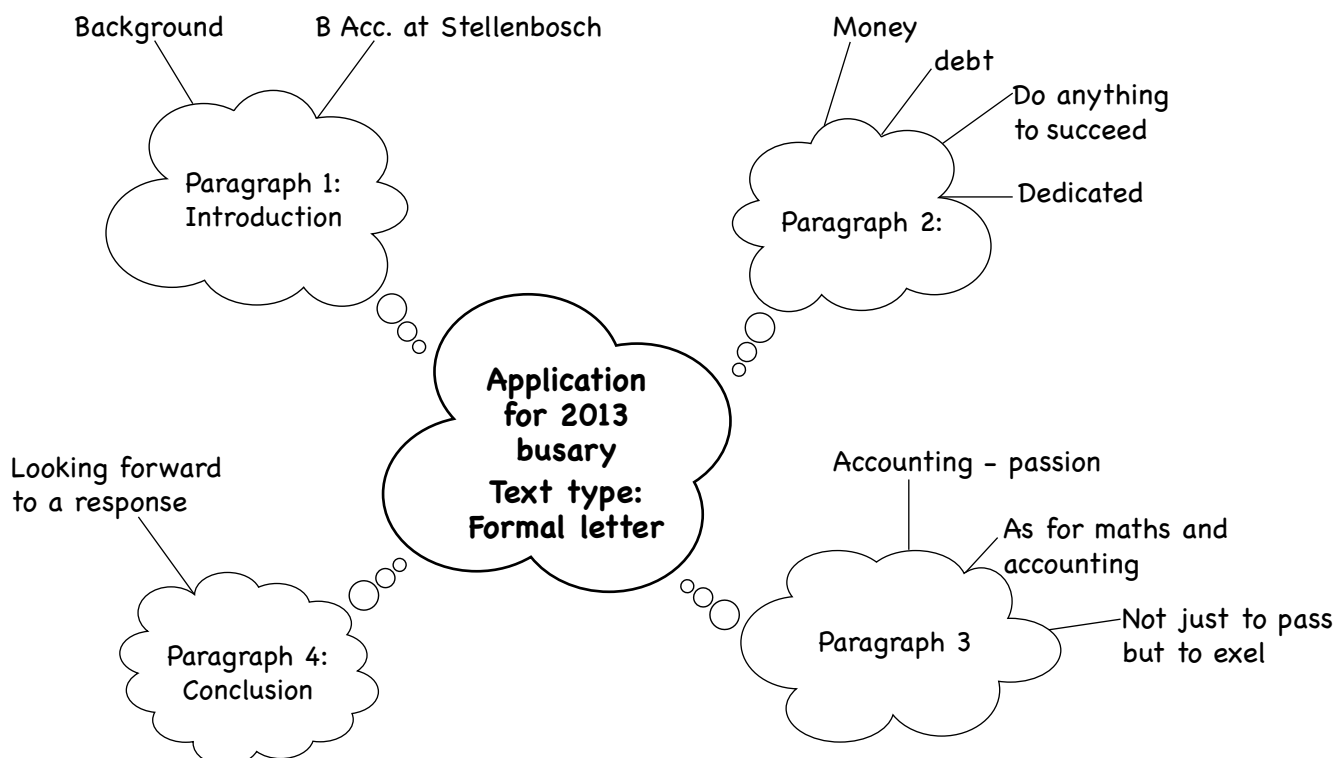 Background
B Acc. at Stellenbosch
Paragraph 1:
Introduction
Money
debt
Do anything
to succeed
Dedicated
Paragraph 2:
Application
for 2013
busary
Text type:
Formal letter
Looking forward
to a response
Paragraph 4:
Conclusion
Accounting - passion
As for maths and
accounting
Not just to pass
but to exel
Paragraph 3